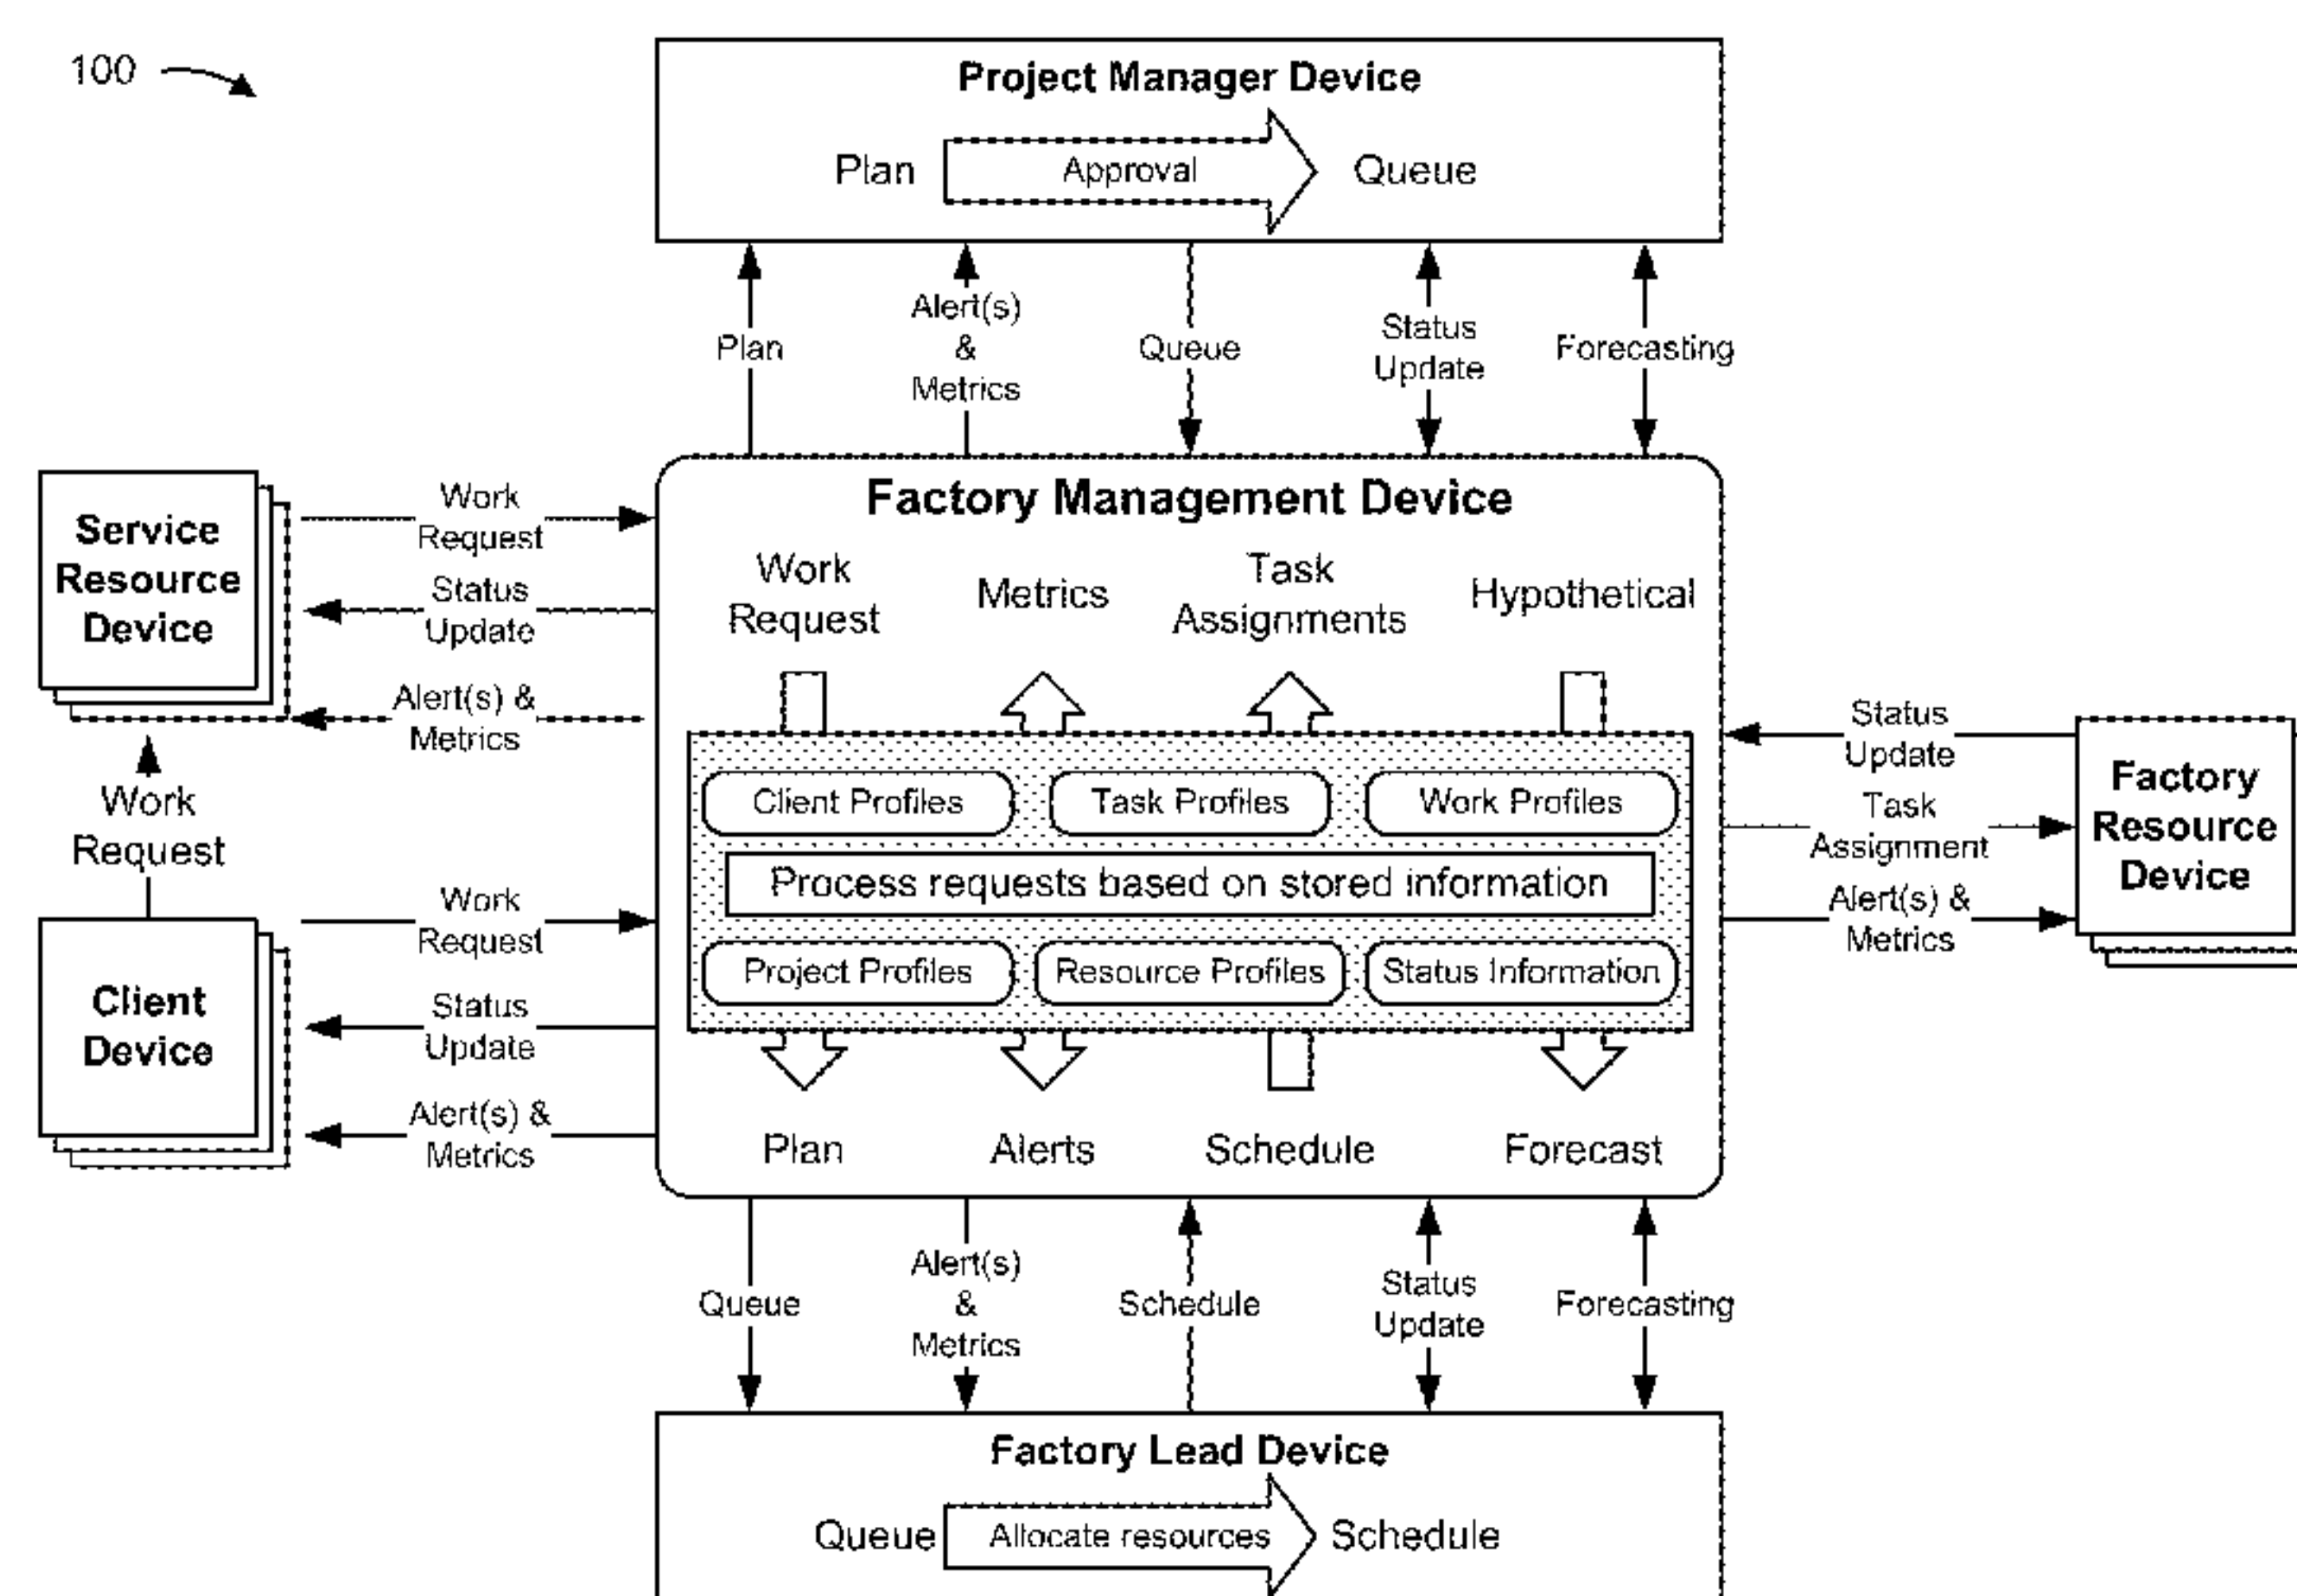 100
Project Manager Device
Plan
Approval
Queue
Plan
Alert(s)
&
Metrics
Queue
Status
Update
Forecasting
Service
Resource
Device
Work
Request
Status
Update
Alert(s) &
Metrics
Work
Request
Client
Device
Work
Request
Status
Update
Alert(s) &
Metrics
Factory Management Device
Work
Request
Metrics
Task
Assignments
Hypothetical
Client Profiles
Task Profiles
Work Profiles
Process requests based on stored information
Project Profiles
Resource Profiles
Status Information
Plan
Alerts
Schedule
Forecast
Status
Update
Task
Assignment
Alert(s) &
Metrics
Factory
Resource
Device
Queue
Alert(s)
&
Metrics
Schedule
Status
Update
Forecasting
Factory Lead Device
Queue
Allocate resources
Schedule